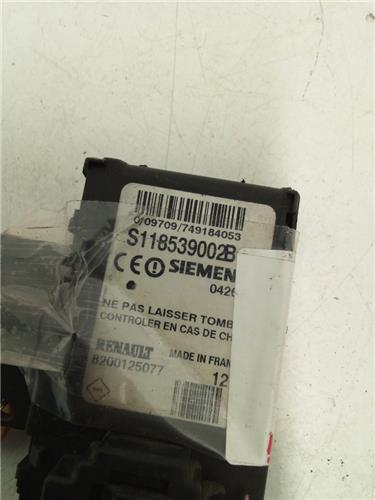 0/09709/749184053
S118539002B
CE SIEMEN
0426
NE PAS LAISSER TOMB
CONTROLER EN CAS DE CH
RENAULT MADE IN FRAN
8200125077 12